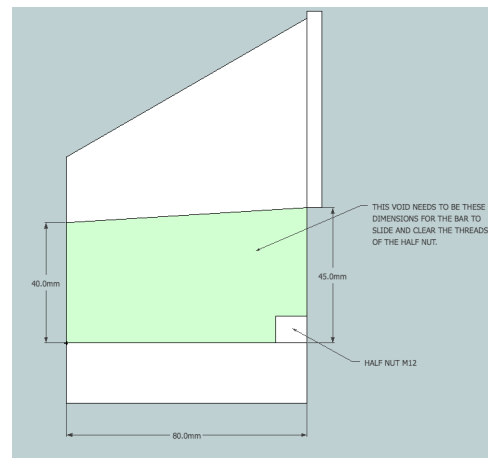 THIS VOID NEEDS TO BE THESE
DIMENSIONS FOR THE BAR TO
SLIDE AND CLEAR THE THREADS
OF THE HALF NUT.
40.0mm
45.0mm
HALF NUT M12
80.0mm